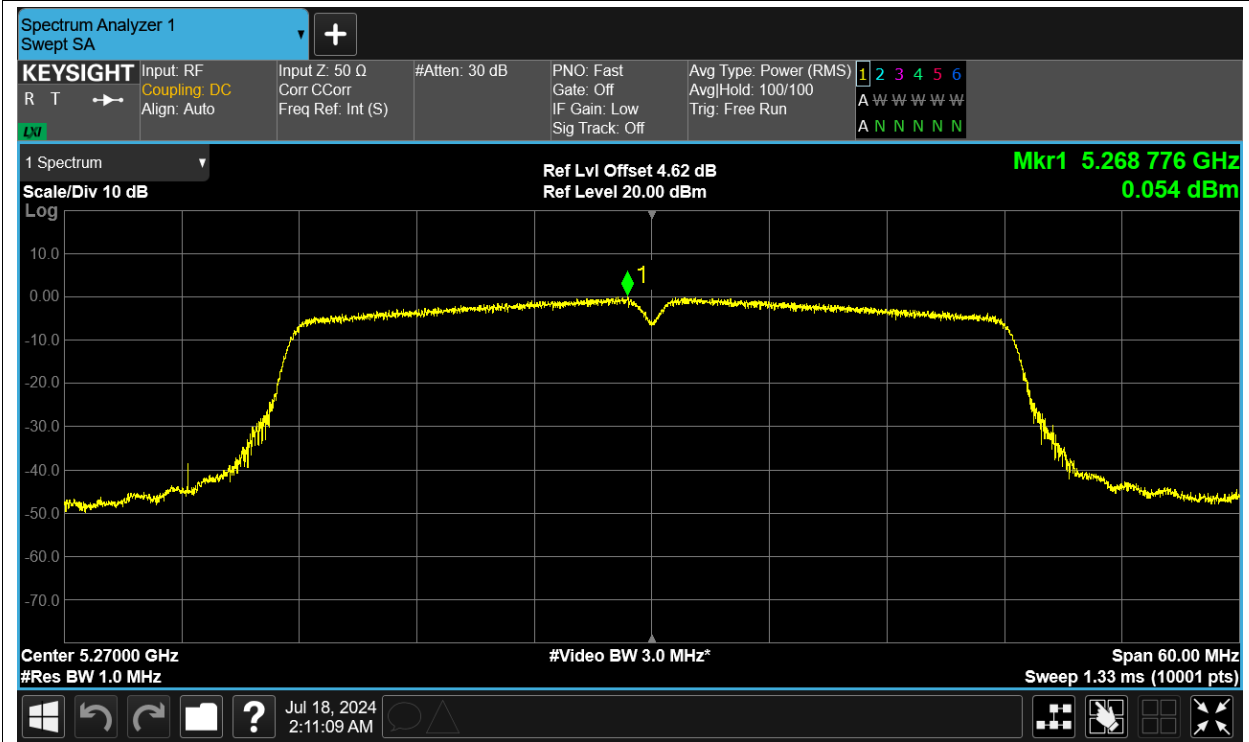 Spectrum Analyzer 1
Swept SA
KEYSIGHT
R T
LXI
Input: RF
Coupling: DC
Align: Auto
Input Z: 50 Ω
Corr CCorr
Freq Ref: Int (S)
#Atten: 30 dB
PNO: Fast
Gate: Off
IF Gain: Low
Sig Track: Off
Avg Type: Power (RMS)
Avg|Hold: 100/100
Trig: Free Run
1 2 3 4 5 6
A W W W W W
A N N N N N
1 Spectrum
Scale/Div 10 dB
Log
Ref Lvl Offset 4.62 dB
Ref Level 20.00 dBm
Mkr1 5.268 776 GHz
0.054 dBm
10.0
0.00
-10.0
-20.0
-30.0
-40.0
-50.0
-60.0
-70.0
1
Center 5.27000 GHz
#Res BW 1.0 MHz
#Video BW 3.0 MHz*
Span 60.00 MHz
Sweep 1.33 ms (10001 pts)
?
Jul 18, 2024
2:11:09 AM